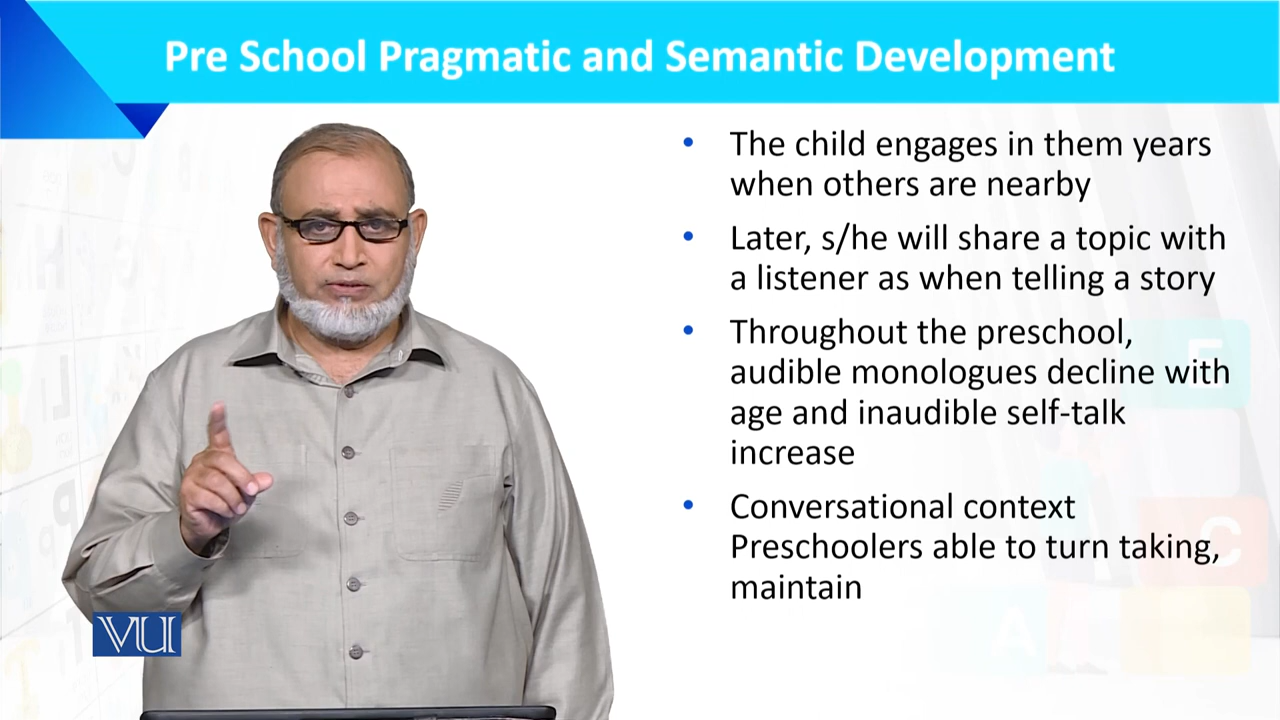 Pre School Pragmatic and Semantic Development
• The child engages in them years
when others are nearby
• Later, s/he will share a topic with
a listener as when telling a story
• Throughout the preschool,
audible monologues decline with
age and inaudible self-talk
increase
• Conversational context
Preschoolers able to turn taking,
maintain
VU
E
C
A